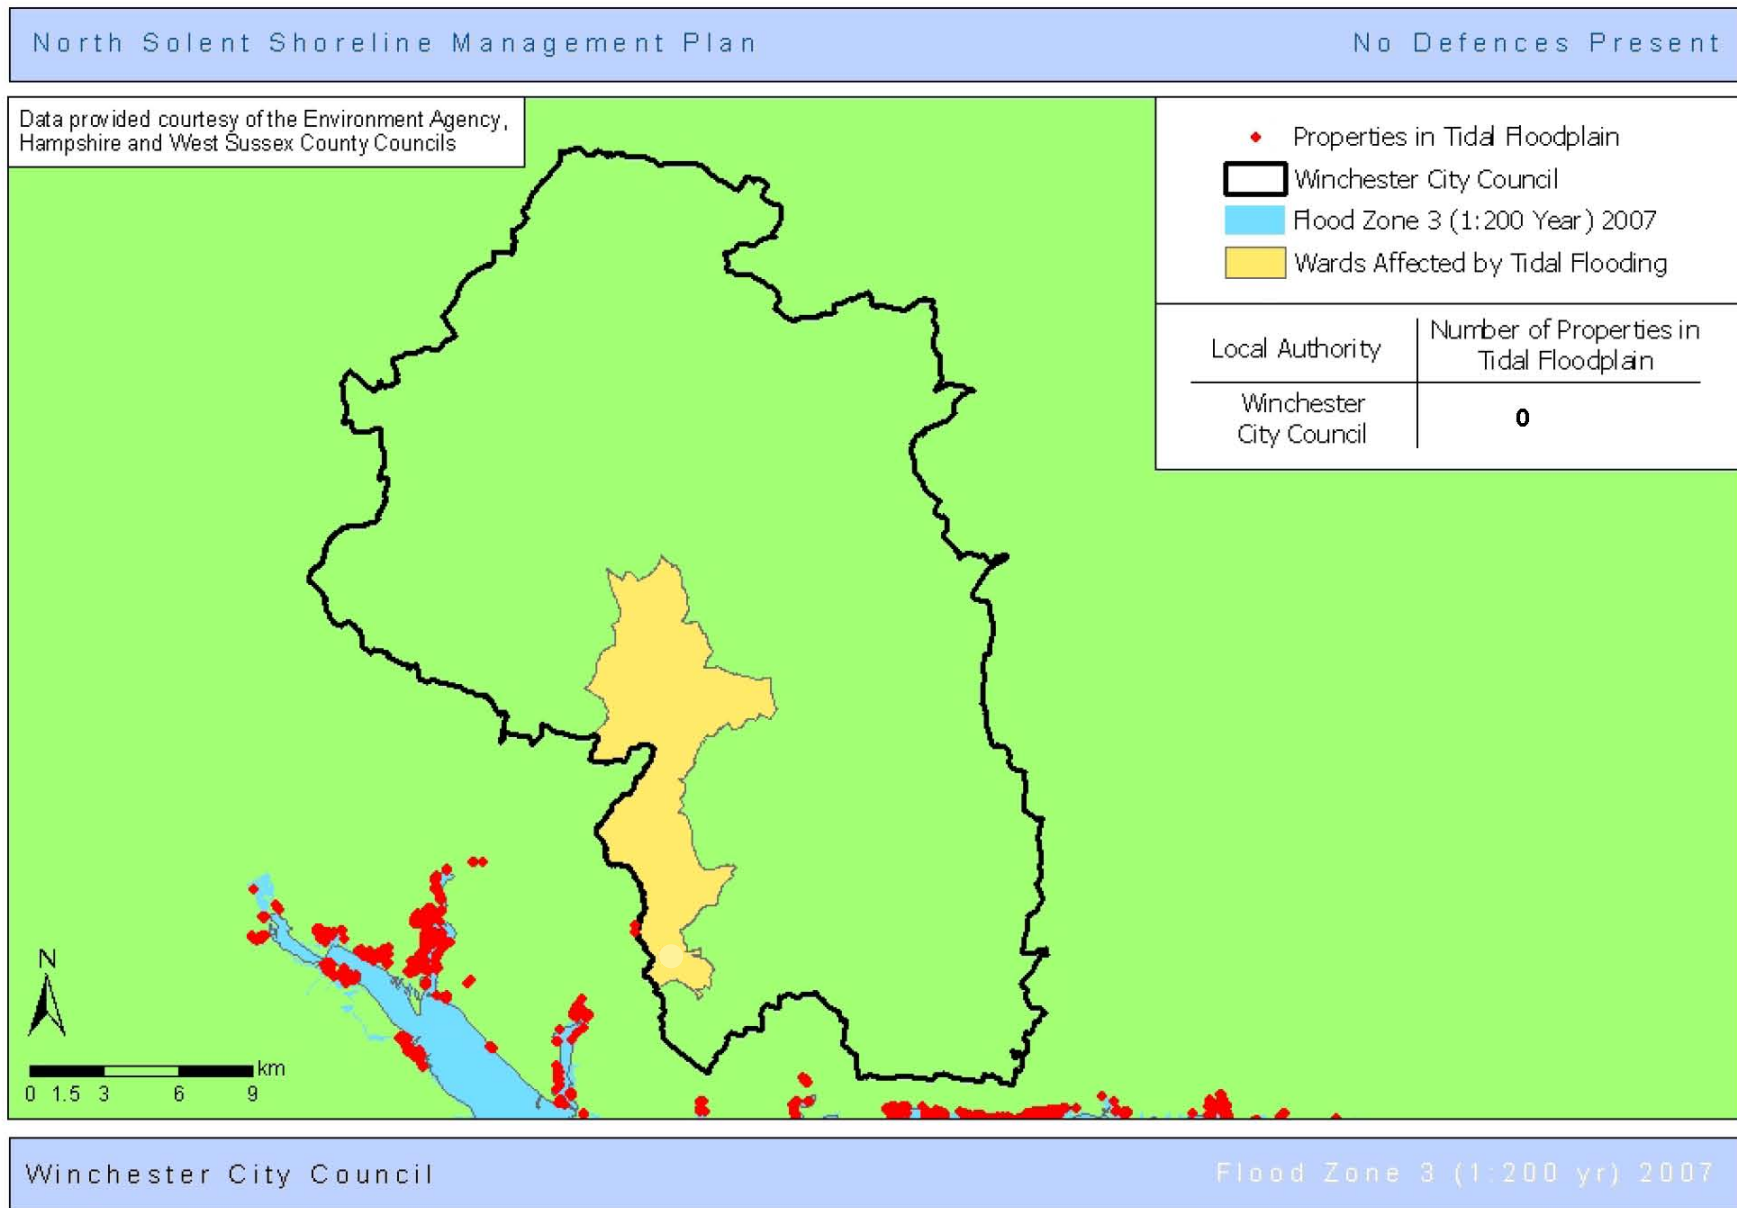 North Solent Shoreline Management Plan
No Defences Present
Data provided courtesy of the Environment Agency,
Hampshire and West Sussex County Councils
Properties in Tidal Floodplain
Winchester City Council
Flood Zone 3 (1:200 Year) 2007
Wards Affected by Tidal Flooding
Local Authority
Number of Properties in
Tidal Floodplain
Winchester
City Council
0
N
km
0 1.5 3 6 9
Winchester City Council
Flood Zone 3 (1:200 yr) 2007